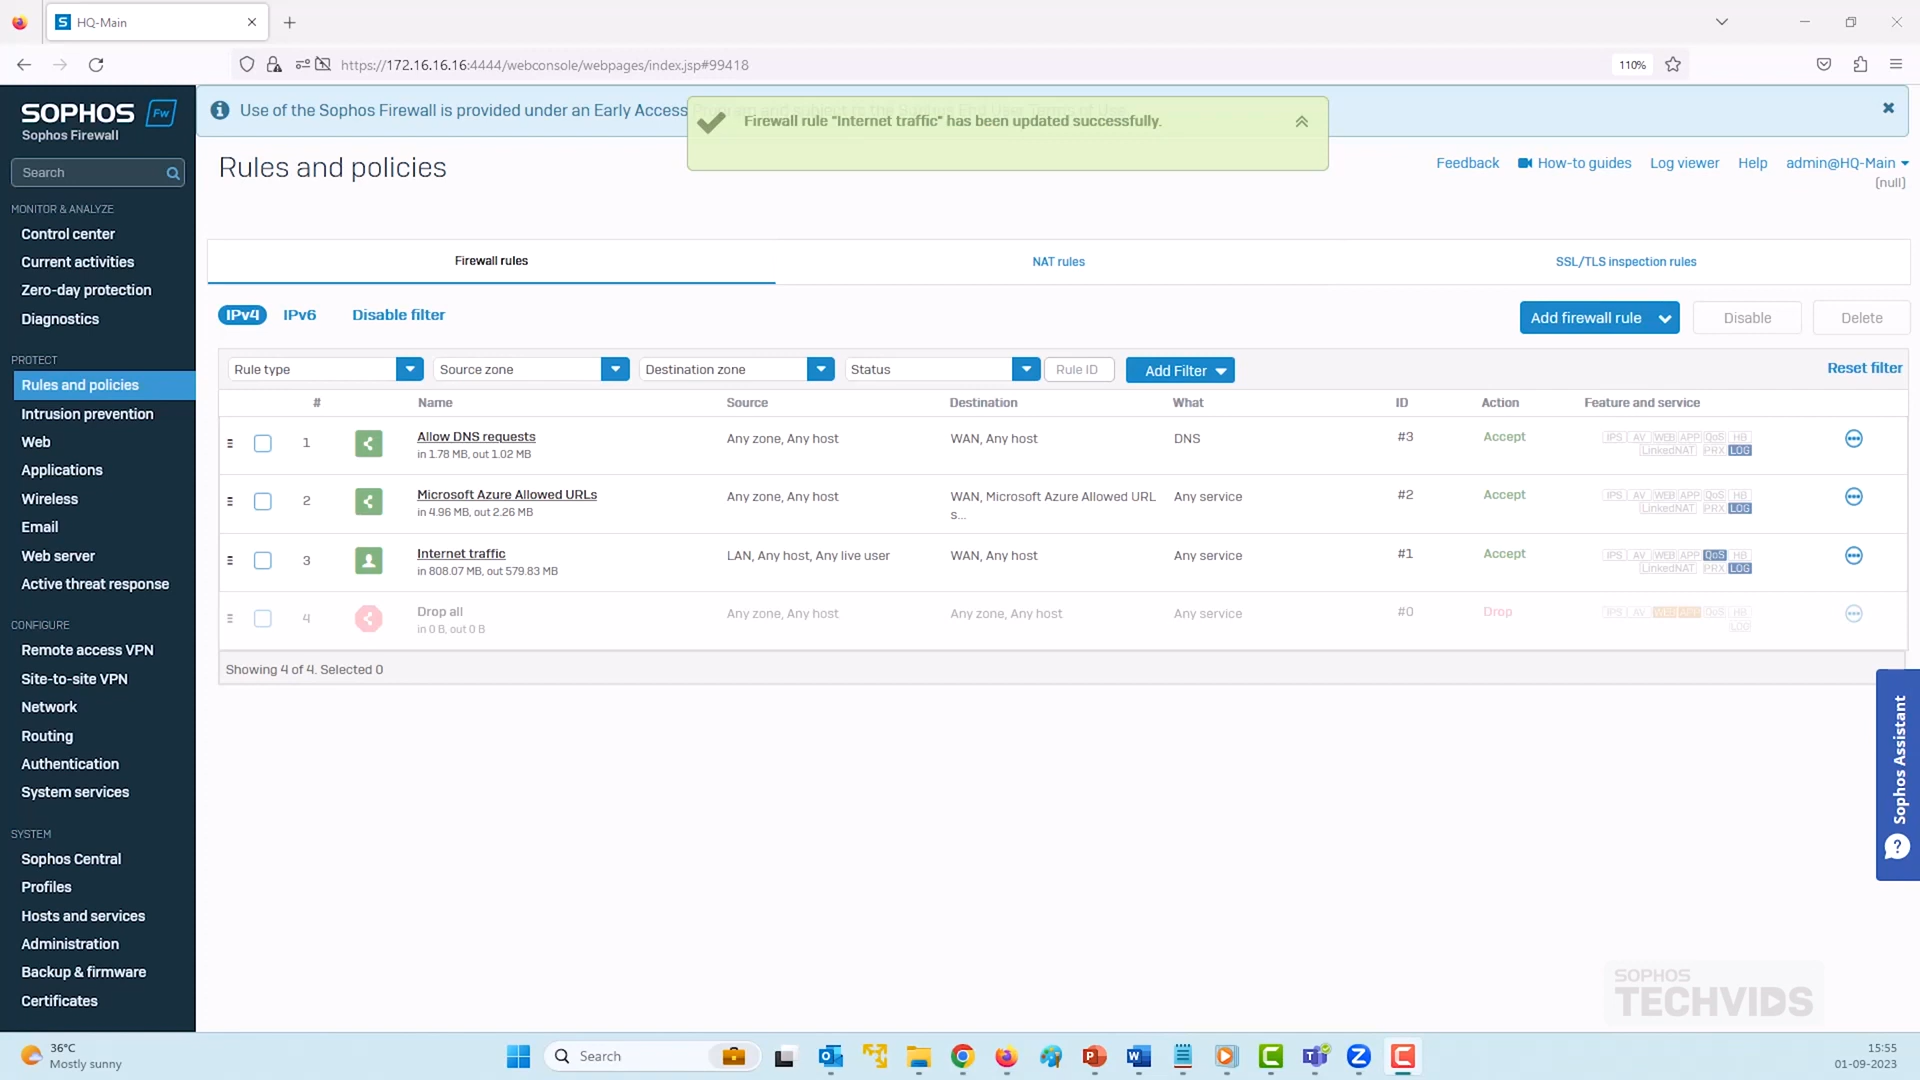 HQ-Main
https://172.16.16.16:4444/webconsole/webpages/index.jsp#99418
110%
SOPHOS
Fw
Sophos Firewall
Search
MONITOR & ANALYZE
Control center
Current activities
Zero-day protection
Diagnostics
PROTECT
Rules and policies
Intrusion prevention
Web
Applications
Wireless
Email
Web server
Active threat response
CONFIGURE
Remote access VPN
Site-to-site VPN
Network
Routing
Authentication
System services
SYSTEM
Sophos Central
Profiles
Hosts and services
Administration
Backup & firmware
Certificates
Use of the Sophos Firewall is provided under an Early Access Program and subject to the Sophos End User Terms of Use
Firewall rule "Internet traffic" has been updated successfully.
Rules and policies
Feedback How-to guides Log viewer Help admin@HQ-Main
(null)
Firewall rules NAT rules SSL/TLS inspection rules
IPv4 IPv6 Disable filter Add firewall rule Disable Delete
Rule type Source zone Destination zone Status Rule ID Add Filter Reset filter
# Name Source Destination What ID Action Feature and service
1 Allow DNS requests Any zone, Any host WAN, Any host DNS #3 Accept IPS AV WEB APP QoS HB
in 1.78 MB, out 1.02 MB LinkedNAT PRX LOG
2 Microsoft Azure Allowed URLs Any zone, Any host WAN, Microsoft Azure Allowed URL Any service #2 Accept IPS AV WEB APP QoS HB
in 4.96 MB, out 2.26 MB s... LinkedNAT PRX LOG
3 Internet traffic LAN, Any host, Any live user WAN, Any host Any service #1 Accept IPS AV WEB APP QoS HB
in 808.07 MB, out 579.83 MB LinkedNAT PRX LOG
4 Drop all Any zone, Any host Any zone, Any host Any service #0 Drop IPS AV WEB APP QoS HB
in 0 B, out 0 B LOG
Showing 4 of 4. Selected 0
Sophos Assistant
SOPHOS
TECHVIDS
36°C
Mostly sunny
Search
15:55
01-09-2023